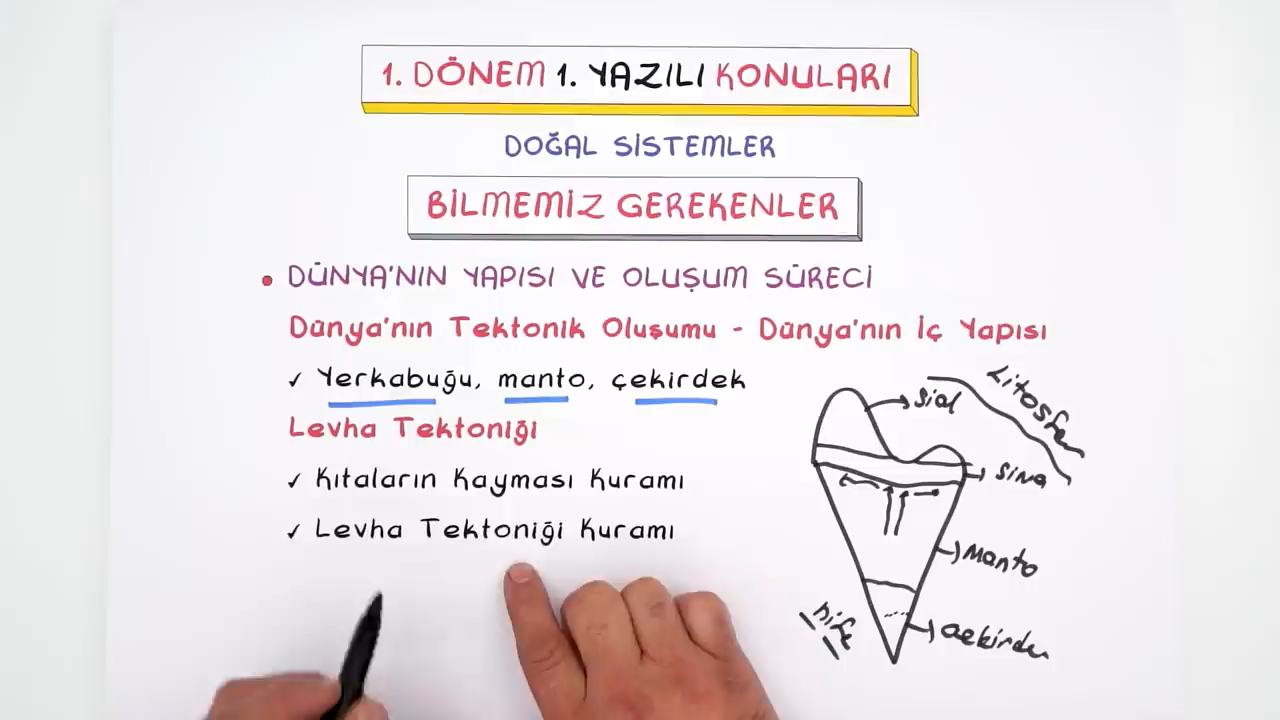 1. DÖNEM 1. YAZILI KONULARI
DOĞAL SİSTEMLER
BİLMEMİZ GEREKENLER
• DÜNYA'NIN YAPISI VE OLUŞUM SÜRECİ
Dünya'nın Tektonik Oluşumu - Dünya'nın İç Yapısı
✓ Yerkabuğu, manto, çekirdek
Levha Tektoniği
✓ Kıtaların Kayması Kuramı
✓ Levha Tektoniği Kuramı
Litosfer
Sial
Sima
Manto
Nife